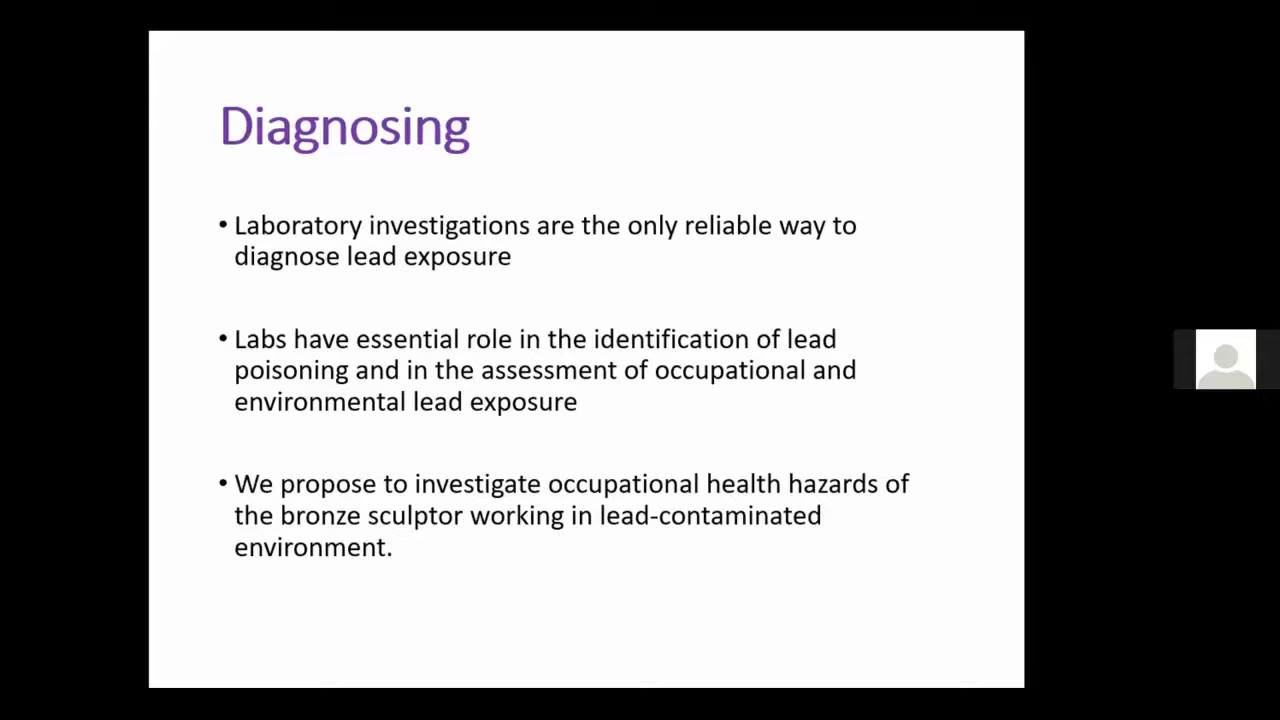 Diagnosing
• Laboratory investigations are the only reliable way to
diagnose lead exposure
• Labs have essential role in the identification of lead
poisoning and in the assessment of occupational and
environmental lead exposure
• We propose to investigate occupational health hazards of
the bronze sculptor working in lead-contaminated
environment.